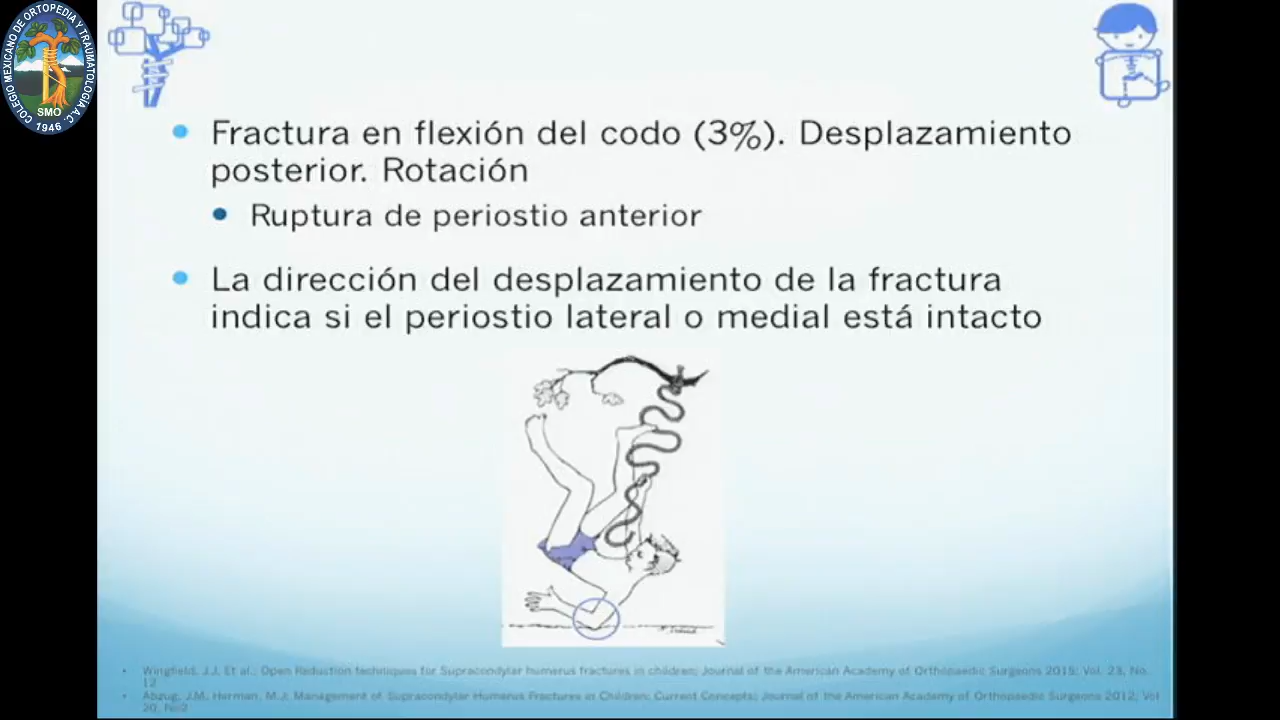 COLEGIO MEXICANO DE ORTOPEDIA Y TRAUMATOLOGÍA A.C.
SMO
1946
Fractura en flexión del codo (3%). Desplazamiento
posterior. Rotación
Ruptura de periostio anterior
La dirección del desplazamiento de la fractura
indica si el periostio lateral o medial está intacto
Wingfield, J.J. Et al.; Open Reduction techniques for Supracondylar humerus fractures in children; Journal of the American Academy of Orthopaedic Surgeons 2015; Vol. 23, No.
12
Abzug, J.M. Herman, M.J. Management of Supracondylar Humerus Fractures in Children: Current Concepts; Journal of the American Academy of Orthopaedic Surgeons 2012; Vol
20, No2